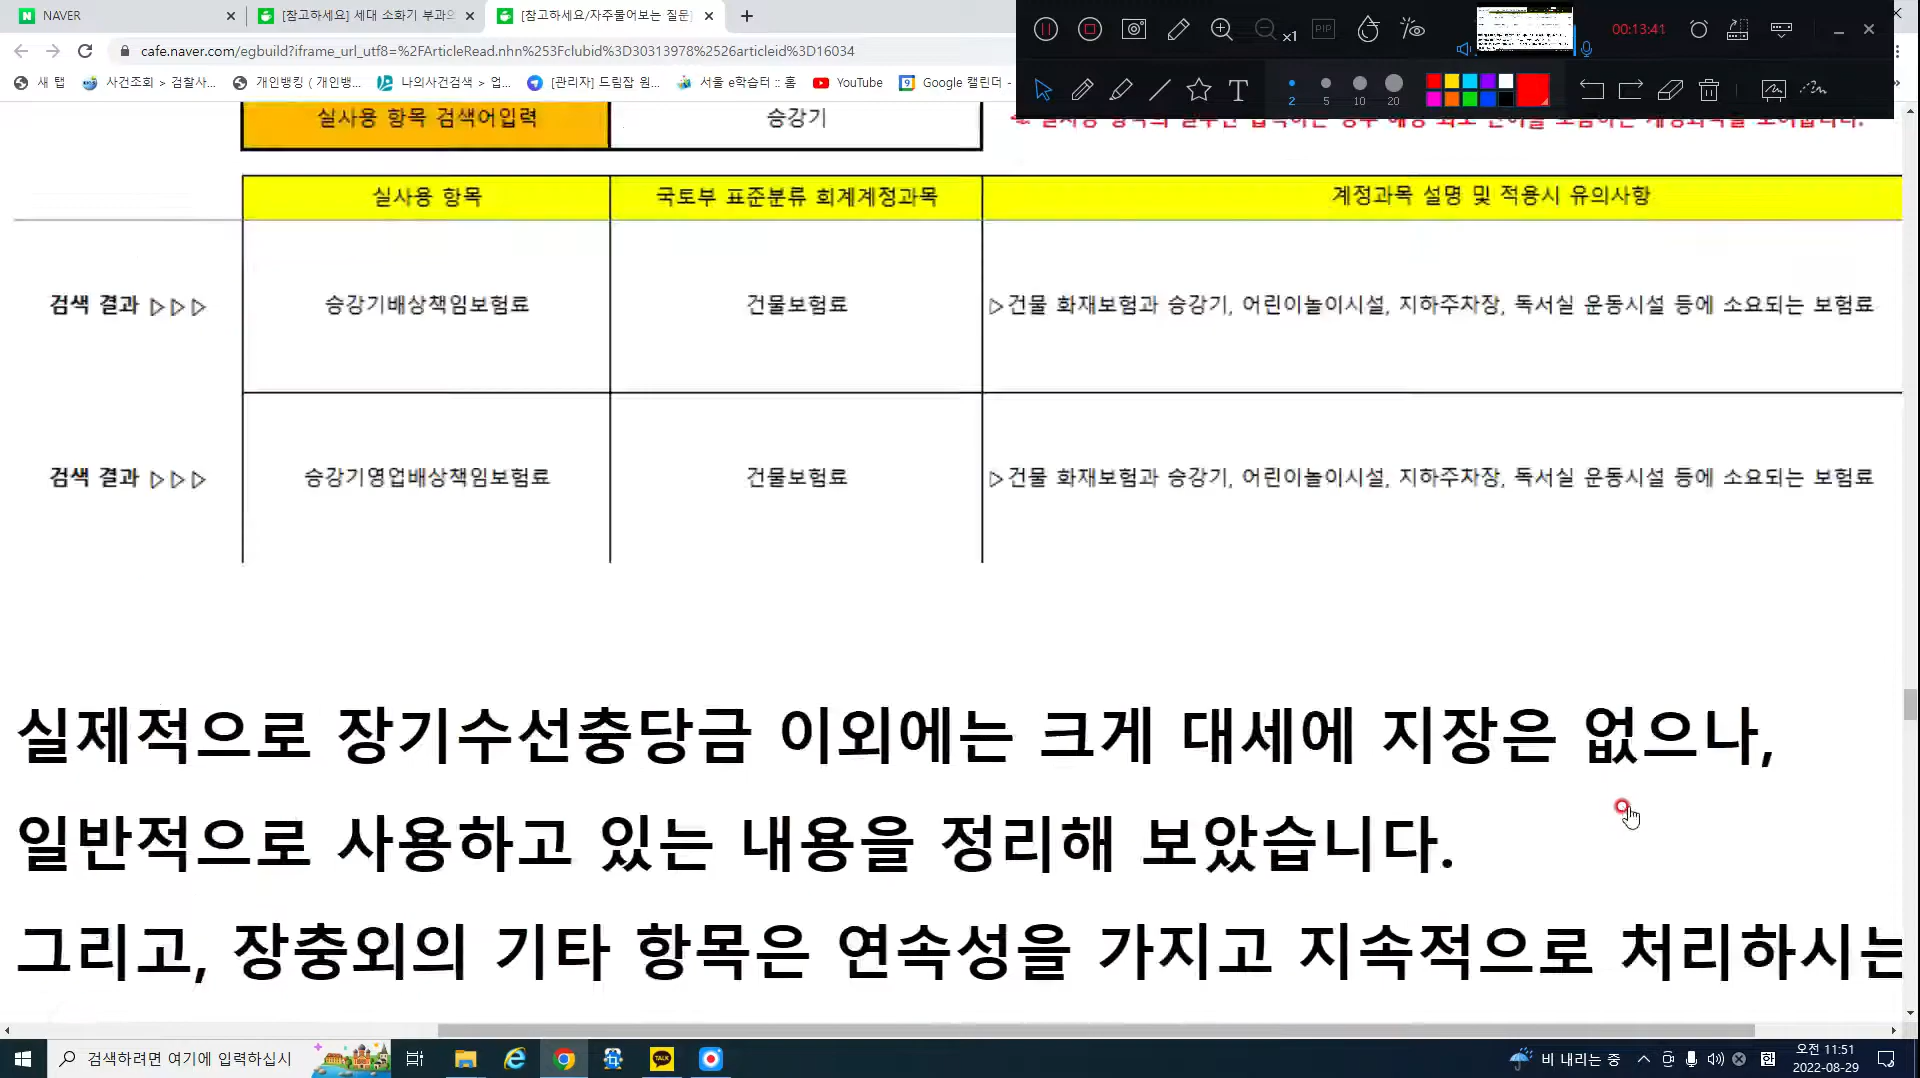 NAVER
[참고하세요] 세대 소화기 부과의
[참고하세요/자주물어보는 질문]
cafe.naver.com/egbuild?iframe_url_utf8=%2FArticleRead.nhn%253Fclubid%3D30313978%2526articleid%3D16034
x1
PIP
00:13:41
새 탭
사건조회 > 검찰사...
개인뱅킹 ( 개인뱅...
나의사건검색 > 업...
[관리자] 드림잡 원...
서울 e학습터 :: 홈
YouTube
9 Google 캘린더 -
T
2
5
10
20
실사용 항목 검색어입력
승강기
실사용 항목 국토부 표준분류 회계계정과목 계정과목 설명 및 적용시 유의사항
검색 결과 ▷▷▷ 승강기배상책임보험료 건물보험료 ▷건물 화재보험과 승강기, 어린이놀이시설, 지하주차장, 독서실 운동시설 등에 소요되는 보험료
검색 결과 ▷▷▷ 승강기영업배상책임보험료 건물보험료 ▷건물 화재보험과 승강기, 어린이놀이시설, 지하주차장, 독서실 운동시설 등에 소요되는 보험료
실제적으로 장기수선충당금 이외에는 크게 대세에 지장은 없으나,
일반적으로 사용하고 있는 내용을 정리해 보았습니다.
그리고, 장충외의 기타 항목은 연속성을 가지고 지속적으로 처리하시는
검색하려면 여기에 입력하십시
TALK
비 내리는 중
한
오전 11:51
2022-08-29